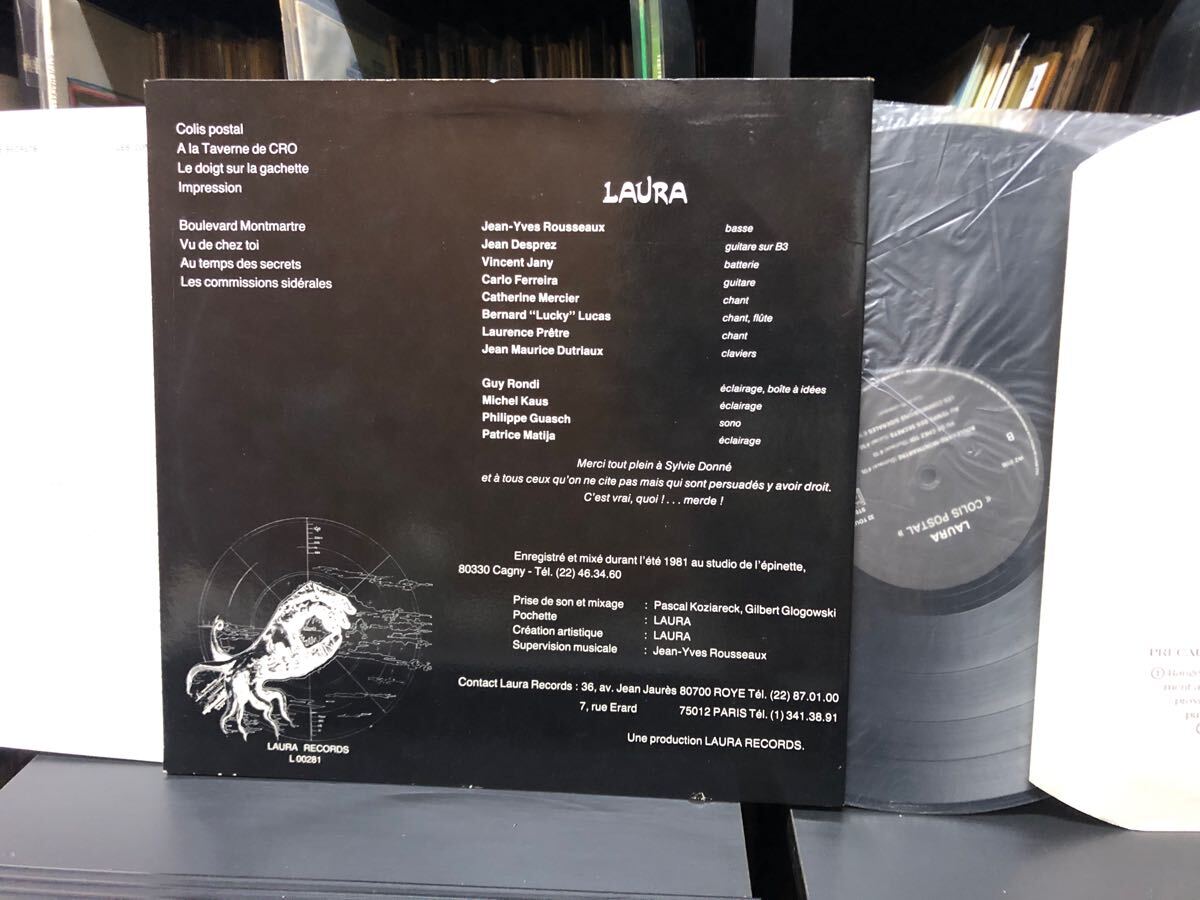 Colis postal
A la Taverne de CRO
Le doigt sur la gachette
Impression
Boulevard Montmartre
Vu de chez toi
Au temps des secrets
Les commissions sidérales
LAURA
Jean-Yves Rousseaux basse
Jean Desprez guitare sur B3
Vincent Jany batterie
Carlo Ferreira guitare
Catherine Mercier chant
Bernard "Lucky" Lucas chant, flûte
Laurence Prêtre chant
Jean Maurice Dutriaux claviers
Guy Rondi éclairage, boîte à idées
Michel Kaus éclairage
Philippe Guasch sono
Patrice Matija éclairage
Merci tout plein à Sylvie Donné
et à tous ceux qu'on ne cite pas mais qui sont persuadés y avoir droit.
C'est vrai, quoi ! . . . merde !
Enregistré et mixé durant l'été 1981 au studio de l'épinette,
80330 Cagny - Tél. (22) 46.34.60
Prise de son et mixage : Pascal Koziareck, Gilbert Glogowski
Pochette : LAURA
Création artistique : LAURA
Supervision musicale : Jean-Yves Rousseaux
Contact Laura Records : 36, av. Jean Jaurès 80700 ROYE Tél. (22) 87.01.00
7, rue Erard 75012 PARIS Tél. (1) 341.38.91
Une production LAURA RECORDS.
LAURA RECORDS
L 00281
B
LAURA
« COLIS POSTAL »